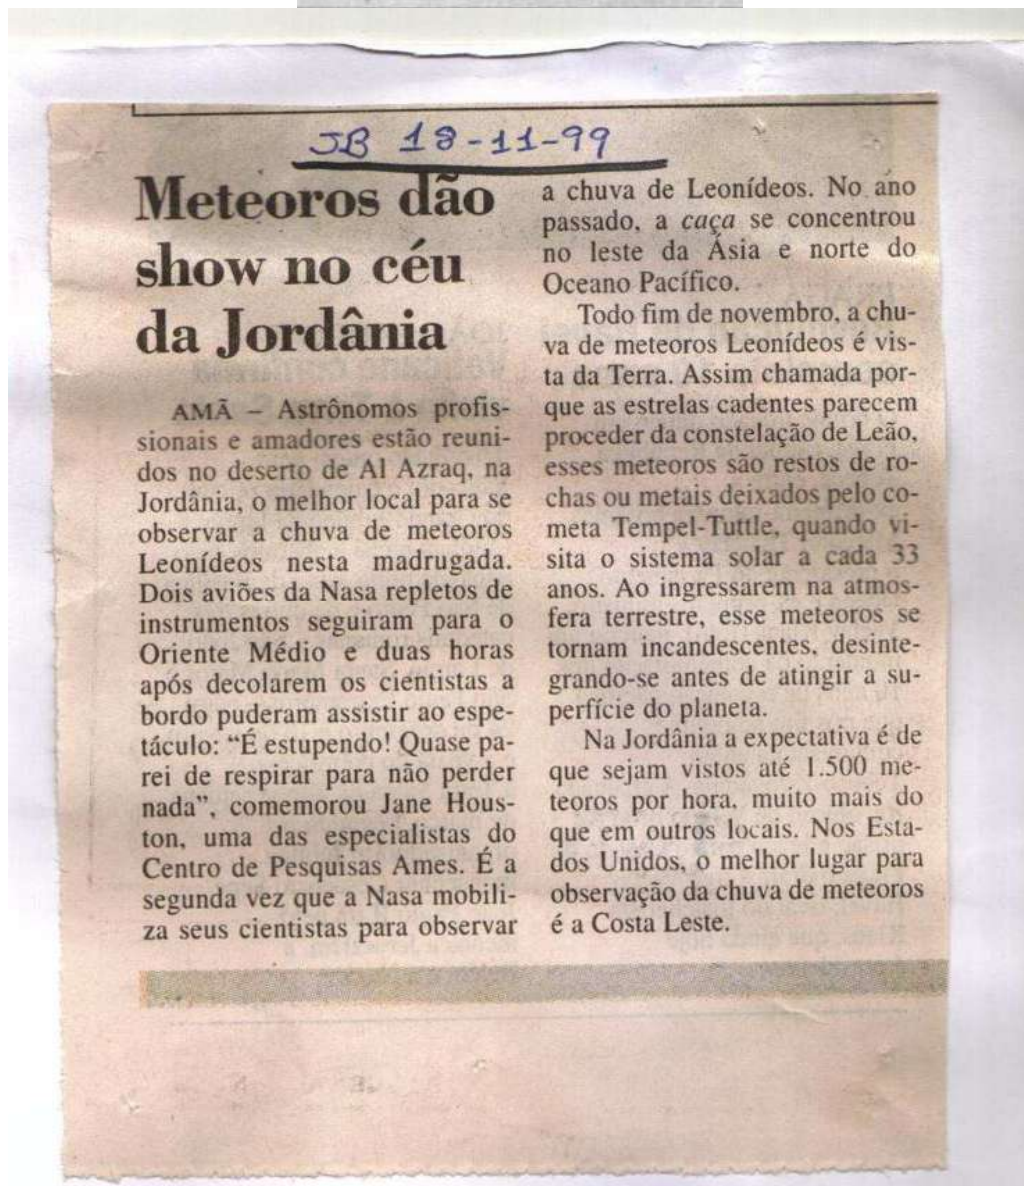 JB 18-11-99
Meteoros dão
show no céu
da Jordânia
AMÃ – Astrônomos profis-
sionais e amadores estão reuni-
dos no deserto de Al Azraq, na
Jordânia, o melhor local para se
observar a chuva de meteoros
Leonídeos nesta madrugada.
Dois aviões da Nasa repletos de
instrumentos seguiram para o
Oriente Médio e duas horas
após decolarem os cientistas a
bordo puderam assistir ao espe-
táculo: “É estupendo! Quase pa-
rei de respirar para não perder
nada”, comemorou Jane Hous-
ton, uma das especialistas do
Centro de Pesquisas Ames. É a
segunda vez que a Nasa mobili-
za seus cientistas para observar
a chuva de Leonídeos. No ano
passado, a caça se concentrou
no leste da Ásia e norte do
Oceano Pacífico.
Todo fim de novembro, a chu-
va de meteoros Leonídeos é vis-
ta da Terra. Assim chamada por-
que as estrelas cadentes parecem
proceder da constelação de Leão,
esses meteoros são restos de ro-
chas ou metais deixados pelo co-
meta Tempel-Tuttle, quando vi-
sita o sistema solar a cada 33
anos. Ao ingressarem na atmos-
fera terrestre, esse meteoros se
tornam incandescentes, desinte-
grando-se antes de atingir a su-
perfície do planeta.
Na Jordânia a expectativa é de
que sejam vistos até 1.500 me-
teoros por hora, muito mais do
que em outros locais. Nos Esta-
dos Unidos, o melhor lugar para
observação da chuva de meteoros
é a Costa Leste.